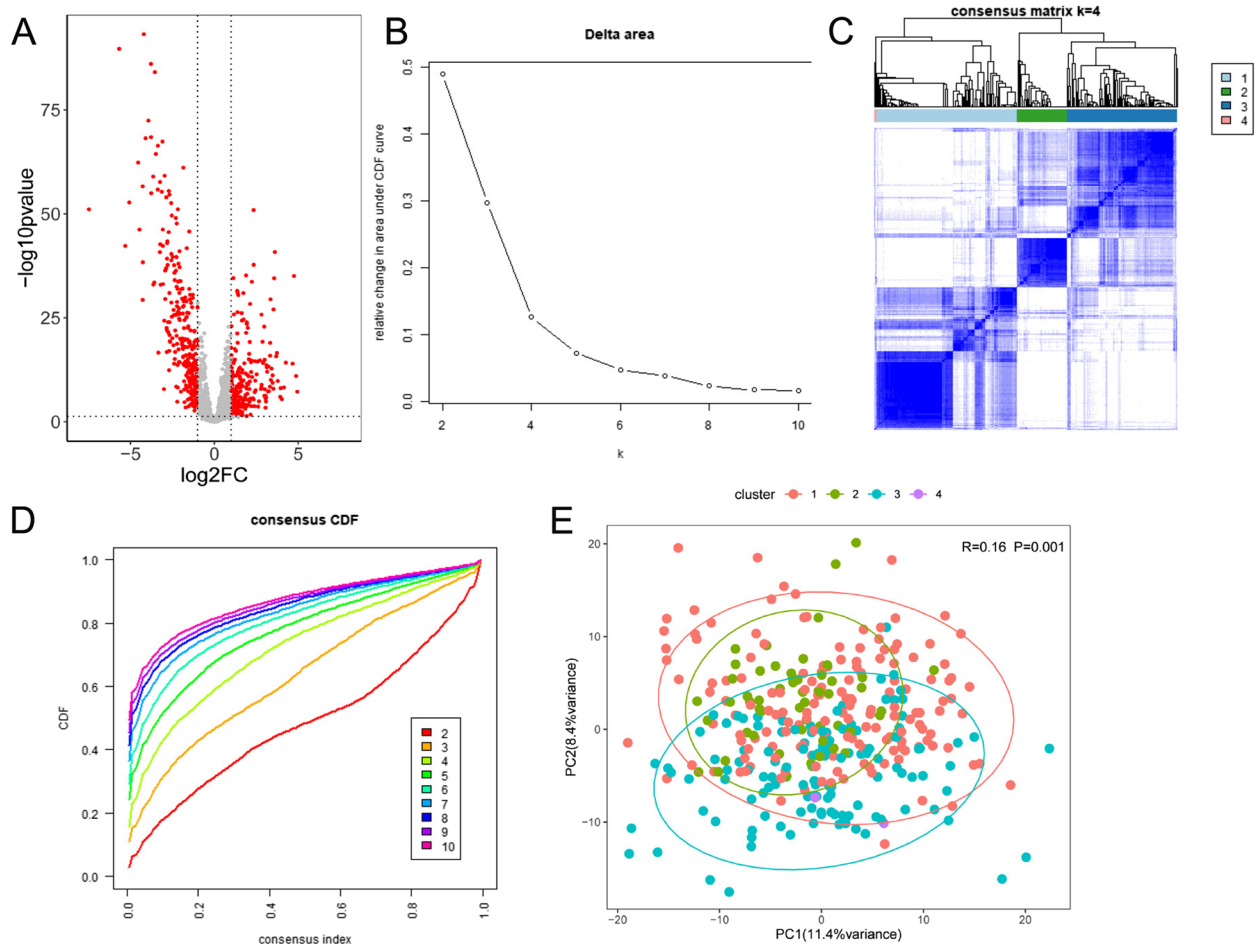 A
75
50
25
0
−5
0
5
−log10pvalue
log2FC
B
Delta area
0.5
0.4
0.3
0.2
0.1
0.0
2
4
6
8
10
relative change in area under CDF curve
k
C
consensus matrix k=4
1
2
3
4
D
consensus CDF
1.0
0.8
0.6
0.4
0.2
0.0
0.0
0.2
0.4
0.6
0.8
1.0
CDF
consensus index
2
3
4
5
6
7
8
9
10
E
cluster 1 2 3 4
R=0.16 P=0.001
20
10
0
−10
−20
−10
0
10
20
PC2(8.4%variance)
PC1(11.4%variance)